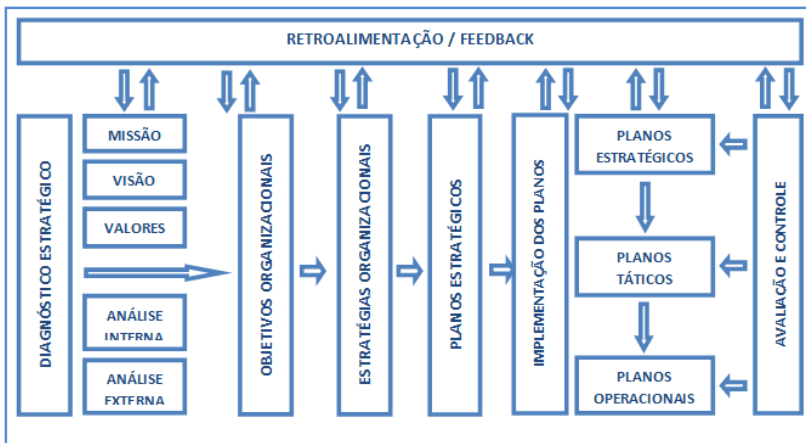 RETROALIMENTAÇÃO / FEEDBACK
DIAGNÓSTICO ESTRATÉGICO
MISSÃO
VISÃO
VALORES
ANÁLISE
INTERNA
ANÁLISE
EXTERNA
OBJETIVOS ORGANIZACIONAIS
ESTRATÉGIAS ORGANIZACIONAIS
PLANOS ESTRATÉGICOS
IMPLEMENTAÇÃO DOS PLANOS
PLANOS
ESTRATÉGICOS
PLANOS
TÁTICOS
PLANOS
OPERACIONAIS
AVALIAÇÃO E CONTROLE